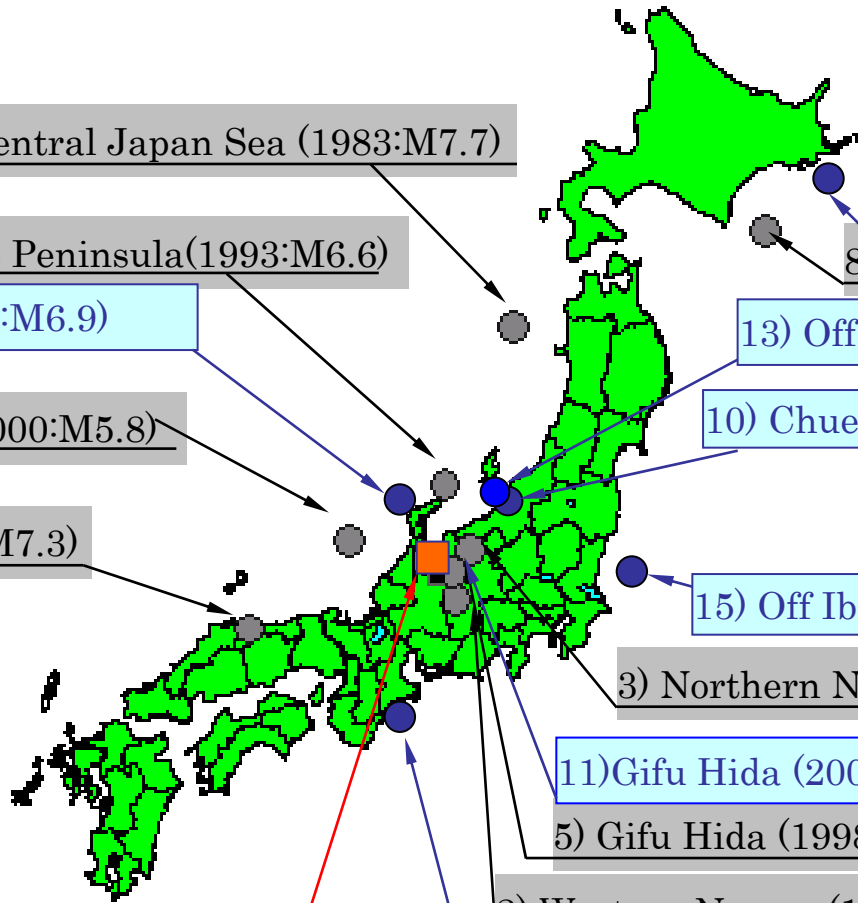 entral Japan Sea (1983:M7.7)
Peninsula(1993:M6.6)
8
:M6.9)
13) Off
000:M5.8)
10) Chue
M7.3)
15) Off Ib
3) Northern N
11)Gifu Hida (200
5) Gifu Hida (1998